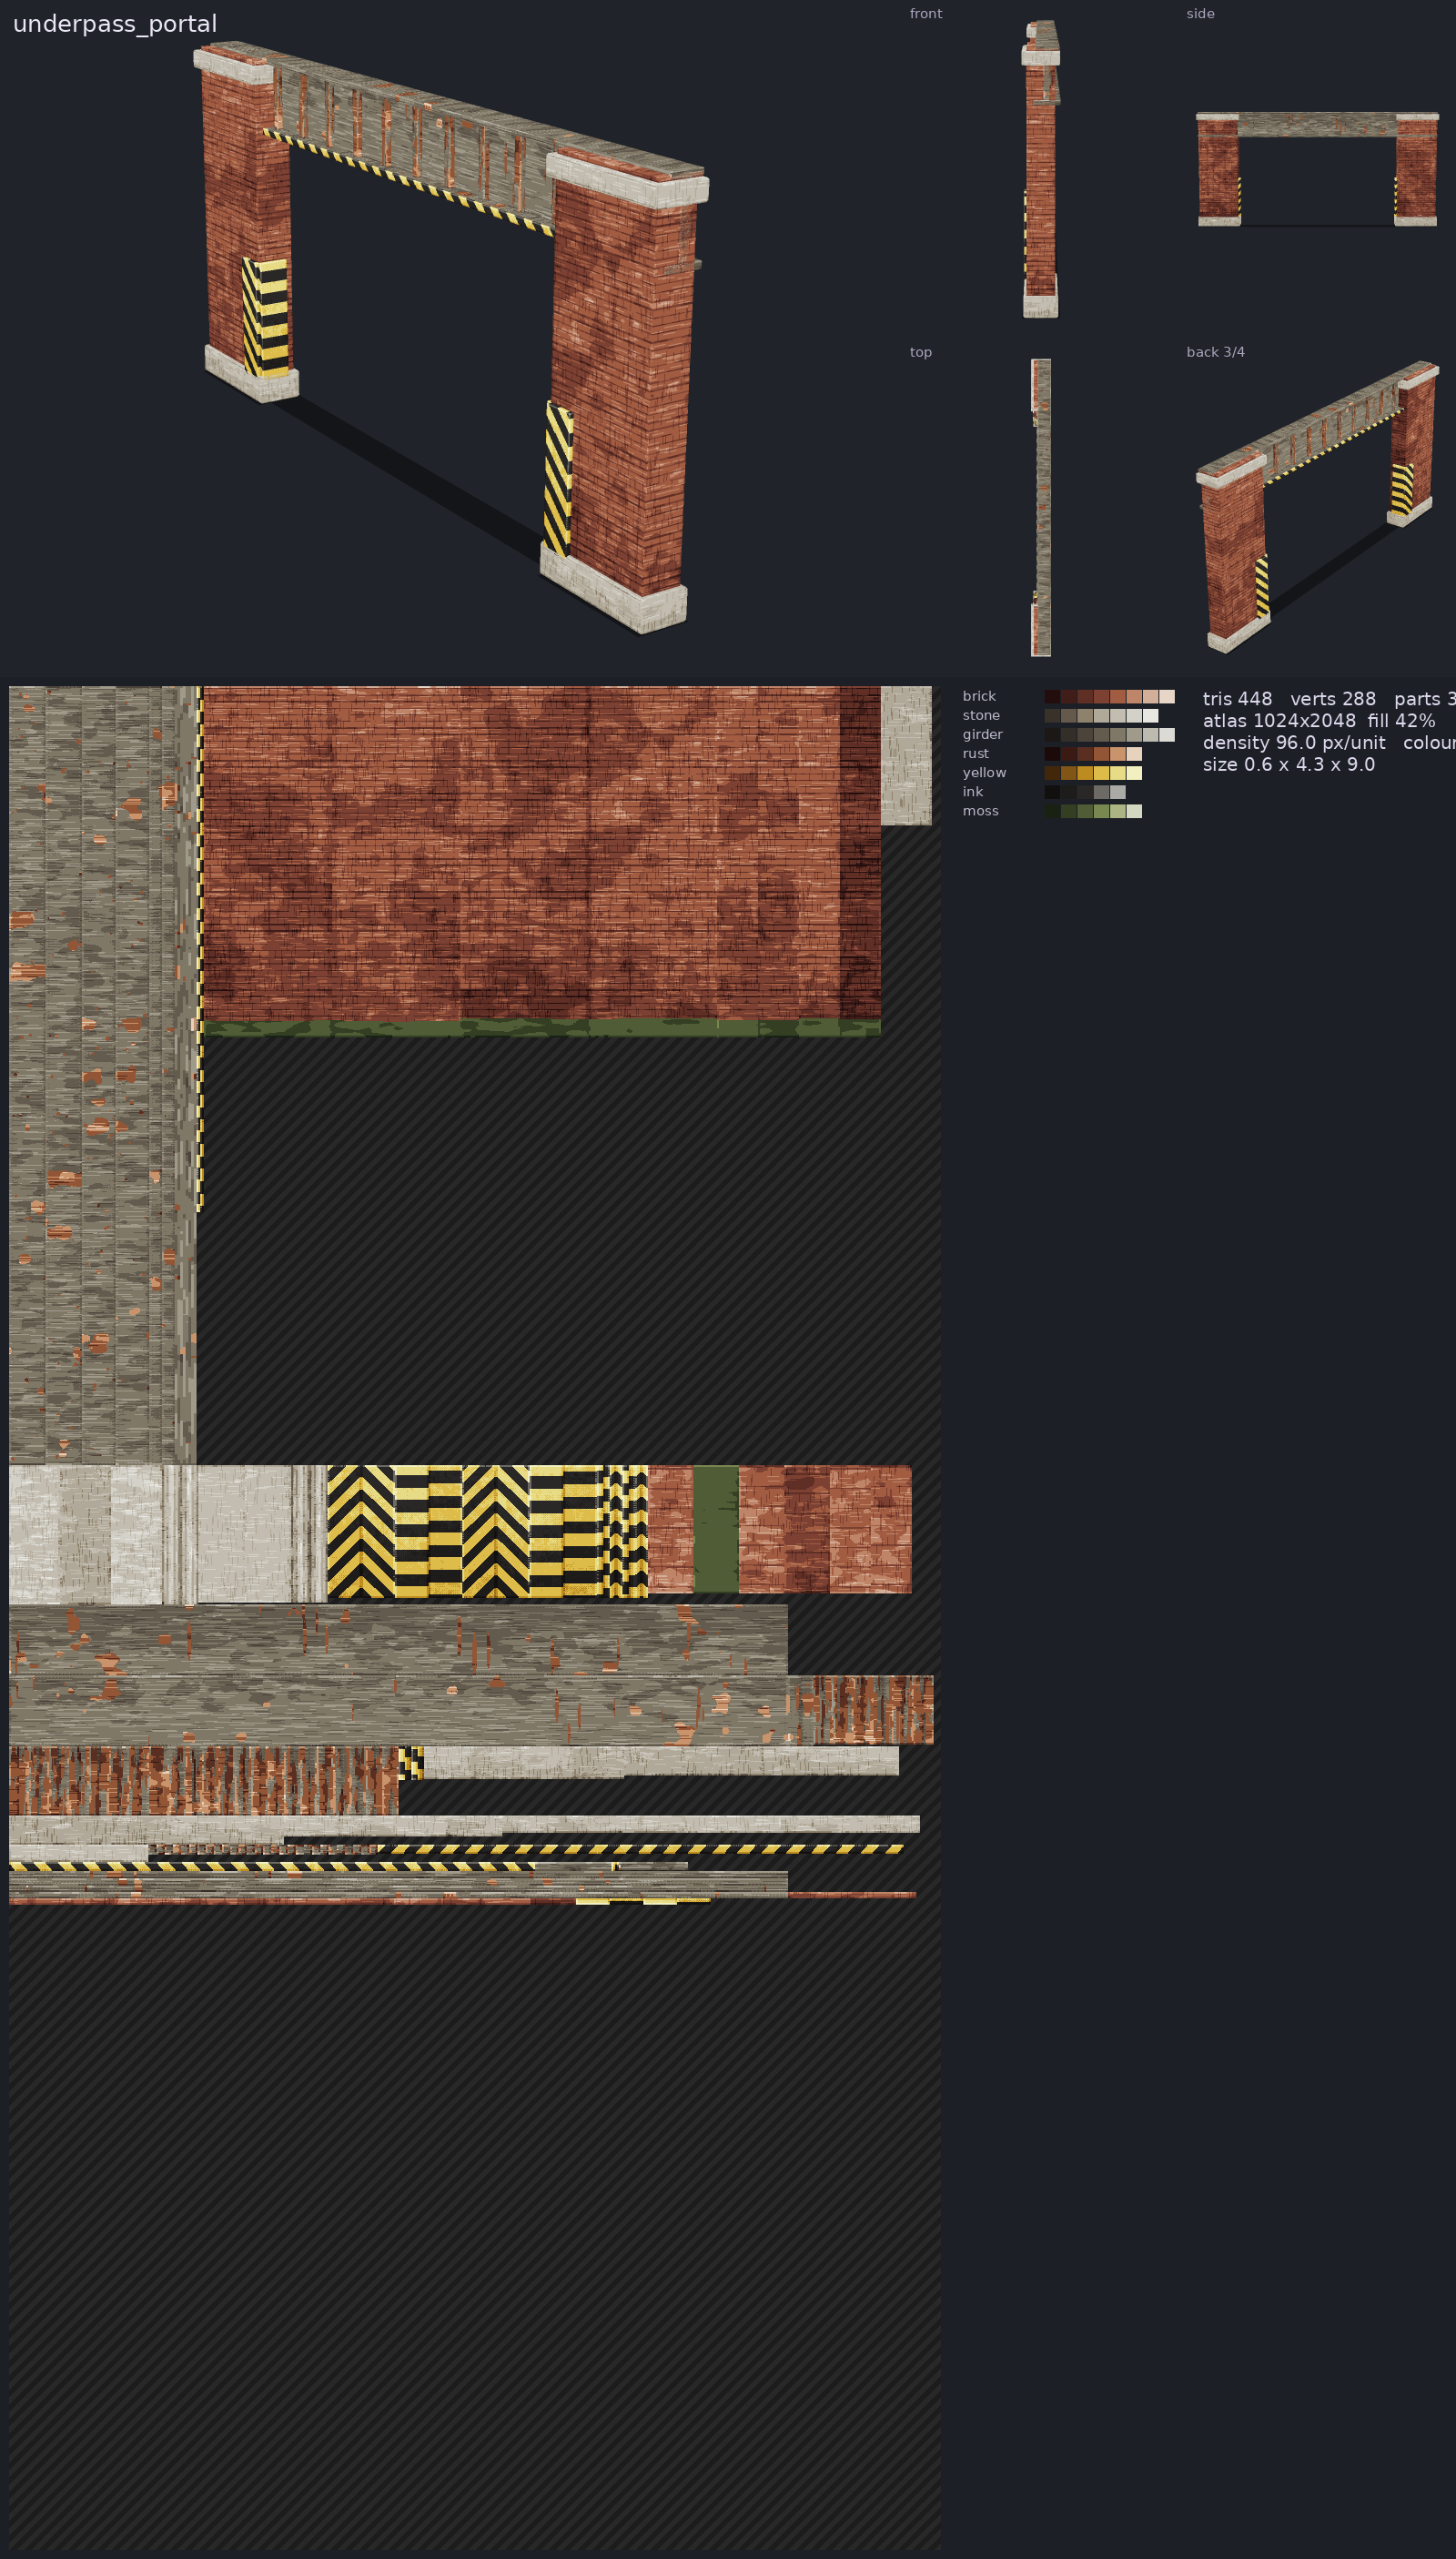 underpass_portal
front
side
top
back 3/4
brick
stone
girder
rust
yellow
ink
moss
tris 448 verts 288 parts 3
atlas 1024x2048 fill 42%
density 96.0 px/unit colou
size 0.6 x 4.3 x 9.0